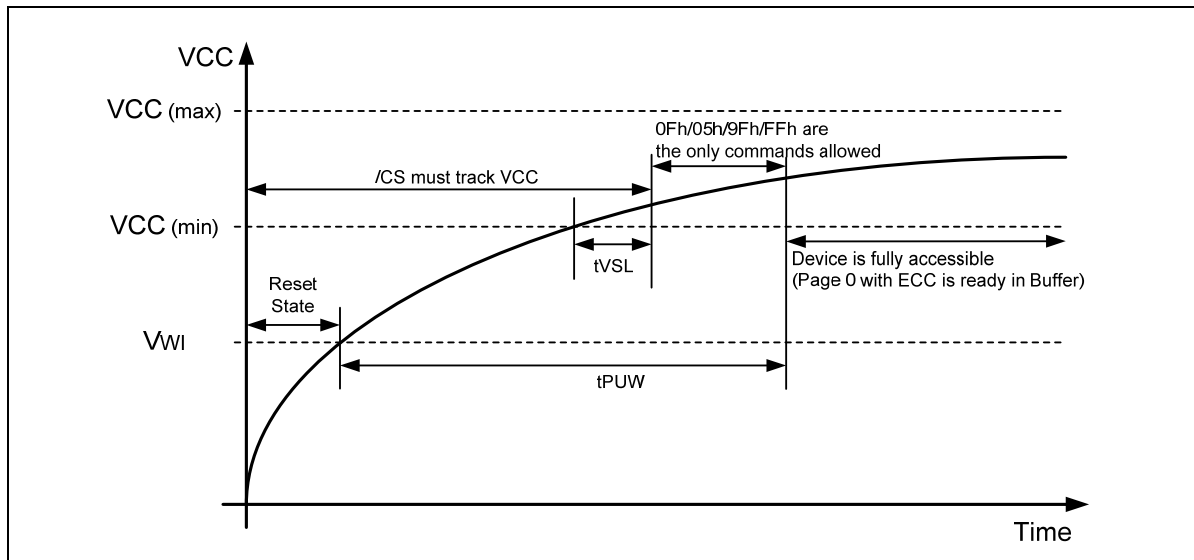 VCC
VCC (max)
0Fh/05h/9Fh/FFh are
the only commands allowed
/CS must track VCC
VCC (min)
tVSL
Device is fully accessible
(Page 0 with ECC is ready in Buffer)
Reset
State
VWI
tPUW
Time